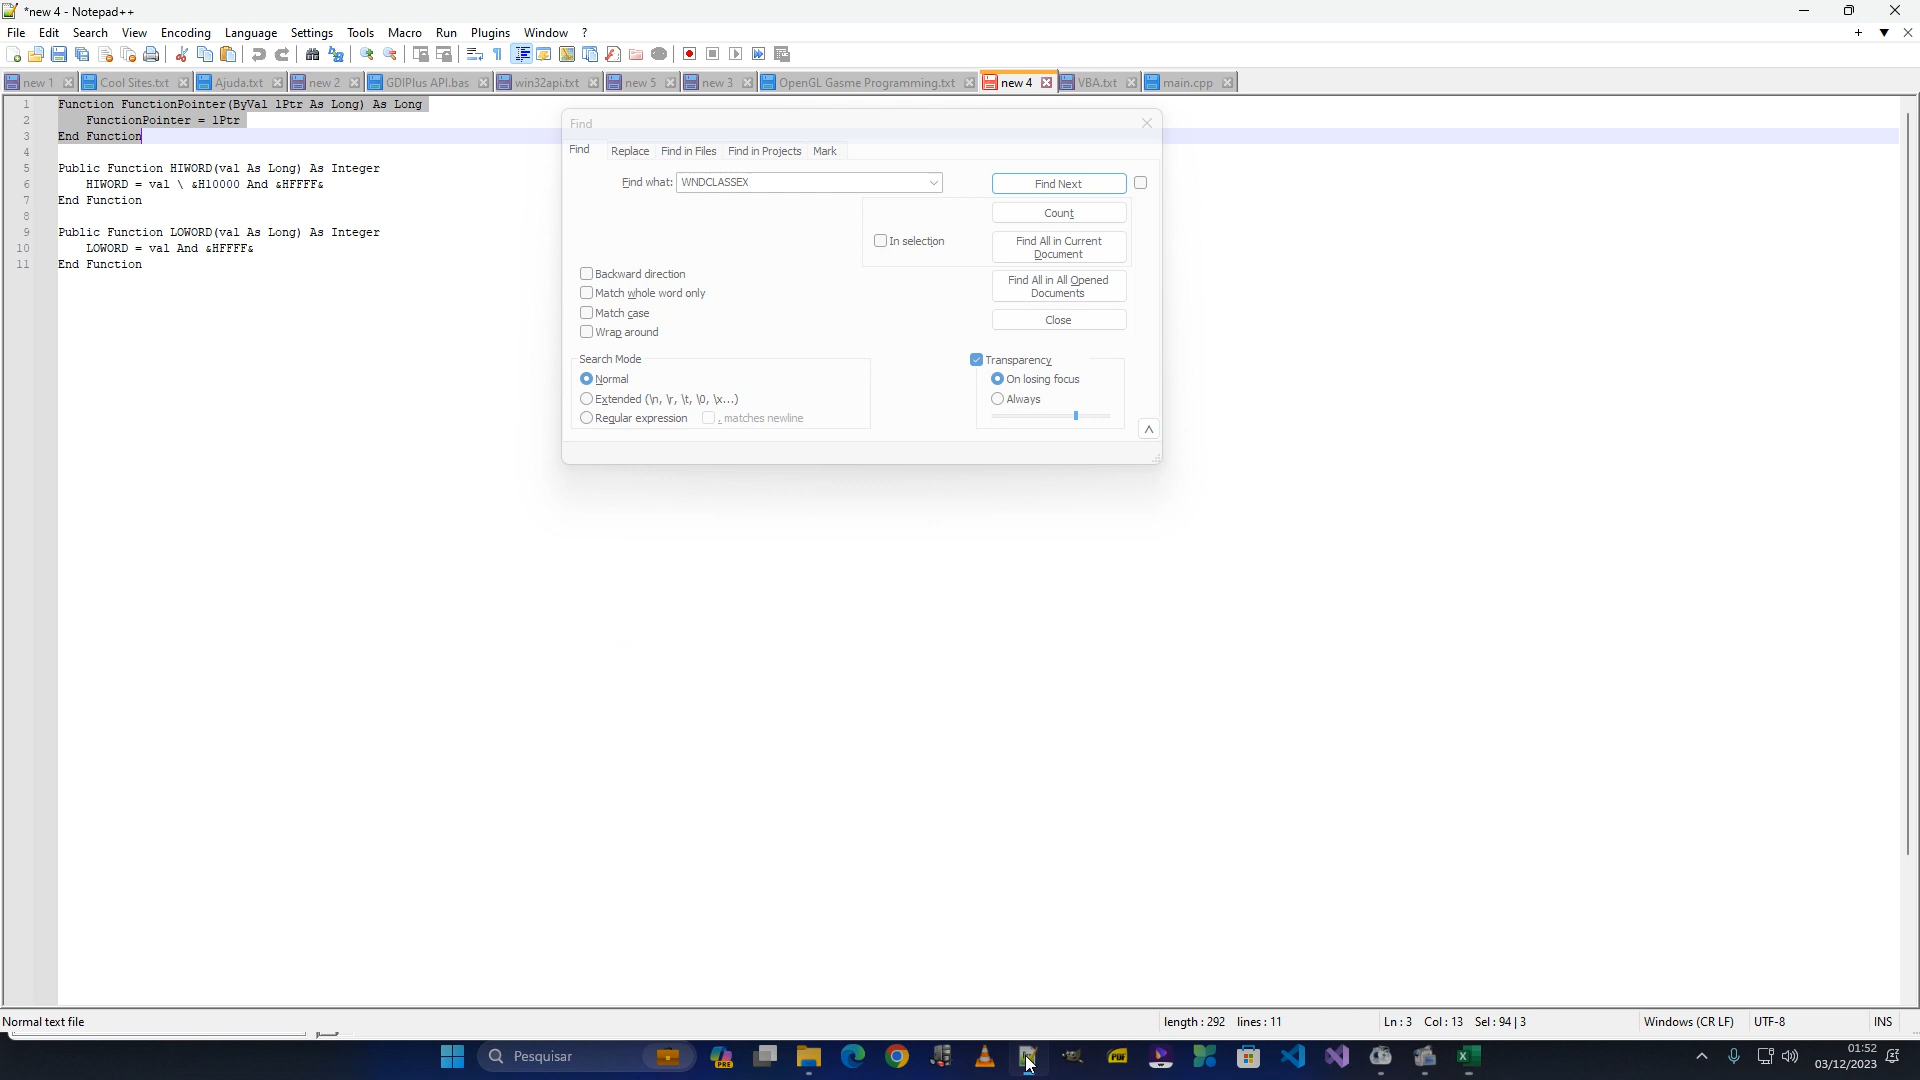 *new 4 - Notepad++
File Edit Search View Encoding Language Settings Tools Macro Run Plugins Window ?
new 1 Cool Sites.txt Ajuda.txt new 2 GDIPlus API.bas win32api.txt new 5 new 3 OpenGL Gasme Programming.txt new 4 VBA.txt main.cpp
1 Function FunctionPointer(ByVal lPtr As Long) As Long
2 FunctionPointer = lPtr
3 End Function
4
5 Public Function HIWORD(val As Long) As Integer
6 HIWORD = val \ &H10000 And &HFFFF&
7 End Function
8
9 Public Function LOWORD(val As Long) As Integer
10 LOWORD = val And &HFFFF&
11 End Function
Find
Find Replace Find in Files Find in Projects Mark
Find what: WNDCLASSEX Find Next
Count
In selection Find All in Current
Document
Backward direction
Find All in All Opened
Documents
Match whole word only
Match case Close
Wrap around
Search Mode Transparency
Normal On losing focus
Extended (\n, \r, \t, \0, \x...) Always
Regular expression . matches newline
Normal text file length : 292 lines : 11 Ln : 3 Col : 13 Sel : 94 | 3 Windows (CR LF) UTF-8 INS
Pesquisar PRE PDF 01:52
03/12/2023